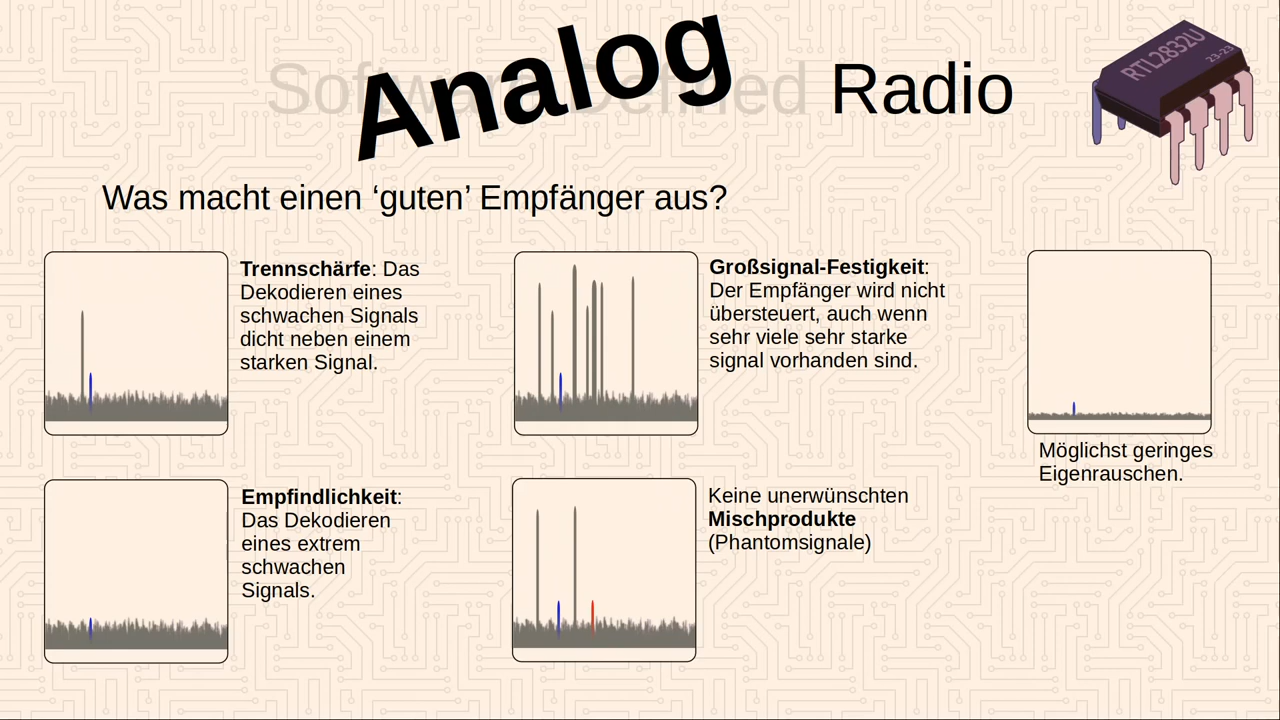 Software Defined Radio
Analog
RTL2832U
23-23
Was macht einen ‘guten’ Empfänger aus?
Trennschärfe: Das
Dekodieren eines
schwachen Signals
dicht neben einem
starken Signal.
Großsignal-Festigkeit:
Der Empfänger wird nicht
übersteuert, auch wenn
sehr viele sehr starke
signal vorhanden sind.
Möglichst geringes
Eigenrauschen.
Empfindlichkeit:
Das Dekodieren
eines extrem
schwachen
Signals.
Keine unerwünschten
Mischprodukte
(Phantomsignale)